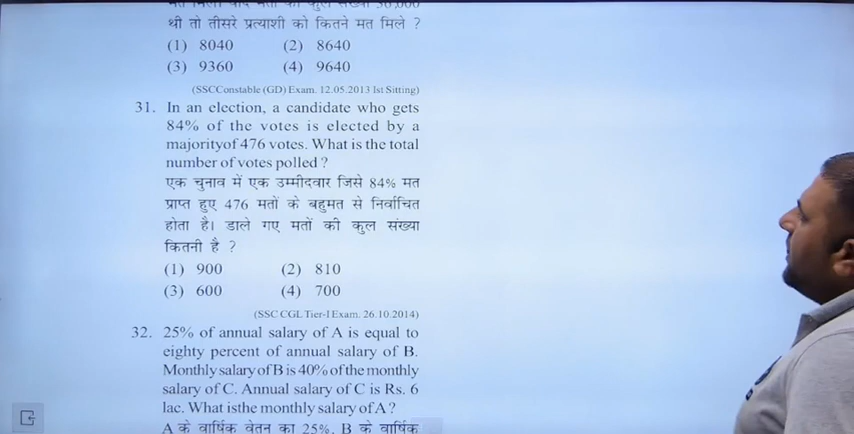 थी तो तीसरे प्रत्याशी को कितने मत मिले ?
(1) 8040 (2) 8640
(3) 9360 (4) 9640
(SSCConstable (GD) Exam. 12.05.2013 Ist Sitting)
31. In an election, a candidate who gets
84% of the votes is elected by a
majorityof 476 votes. What is the total
number of votes polled ?
एक चुनाव में एक उम्मीदवार जिसे 84% मत
प्राप्त हुए 476 मतों के बहुमत से निर्वाचित
होता है। डाले गए मतों की कुल संख्या
कितनी है ?
(1) 900 (2) 810
(3) 600 (4) 700
(SSC CGL Tier-I Exam. 26.10.2014)
32. 25% of annual salary of A is equal to
eighty percent of annual salary of B.
Monthly salary of B is 40% of the monthly
salary of C. Annual salary of C is Rs. 6
lac. What isthe monthly salary of A ?
A के वार्षिक वेतन का 25%, B के वार्षिक